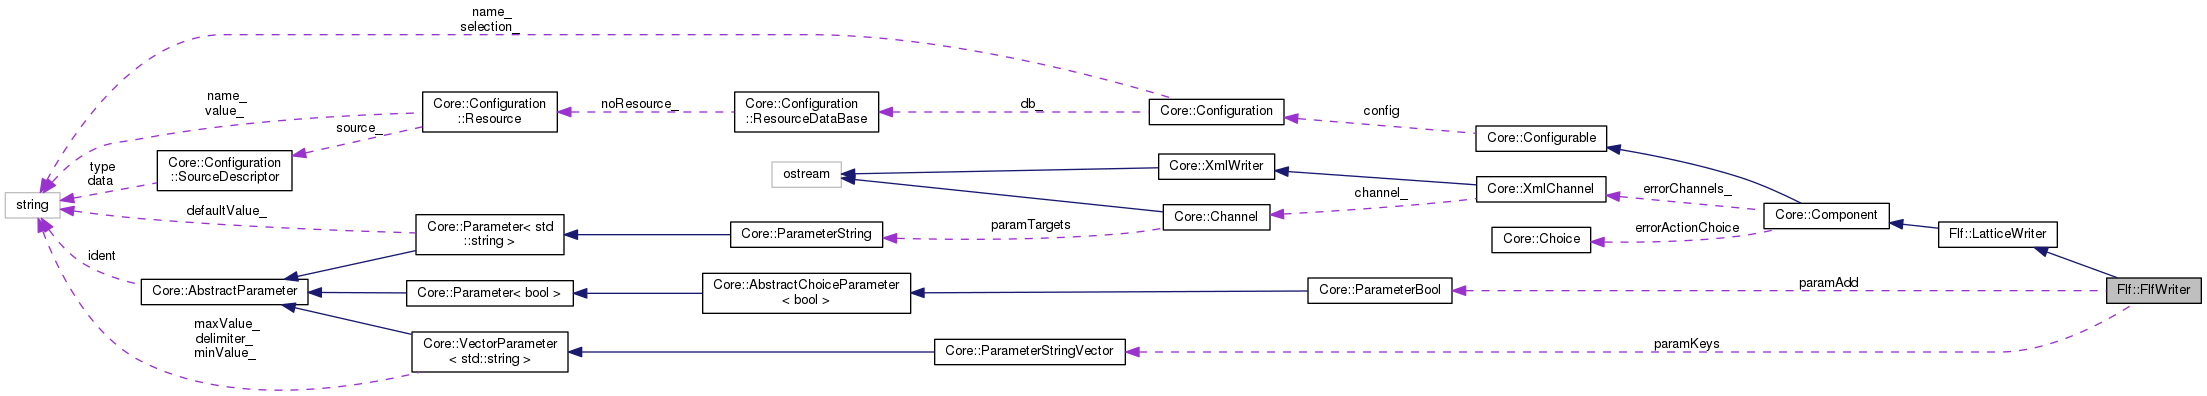 name_
selection_
name_
value_
Core::Configuration
::Resource
noResource_
Core::Configuration
::ResourceDataBase
db_
Core::Configuration
config
Core::Configurable
source_
Core::Configuration
::SourceDescriptor
type
data
ostream
Core::XmlWriter
Core::XmlChannel
errorChannels_
channel_
string
defaultValue_
Core::Parameter< std
::string >
Core::ParameterString
paramTargets
Core::Channel
Core::Choice
errorActionChoice
Core::Component
Flf::LatticeWriter
ident
Core::AbstractParameter
Core::Parameter< bool >
Core::AbstractChoiceParameter
< bool >
Core::ParameterBool
paramAdd
Flf::FlfWriter
maxValue_
delimiter_
minValue_
Core::VectorParameter
< std::string >
Core::ParameterStringVector
paramKeys